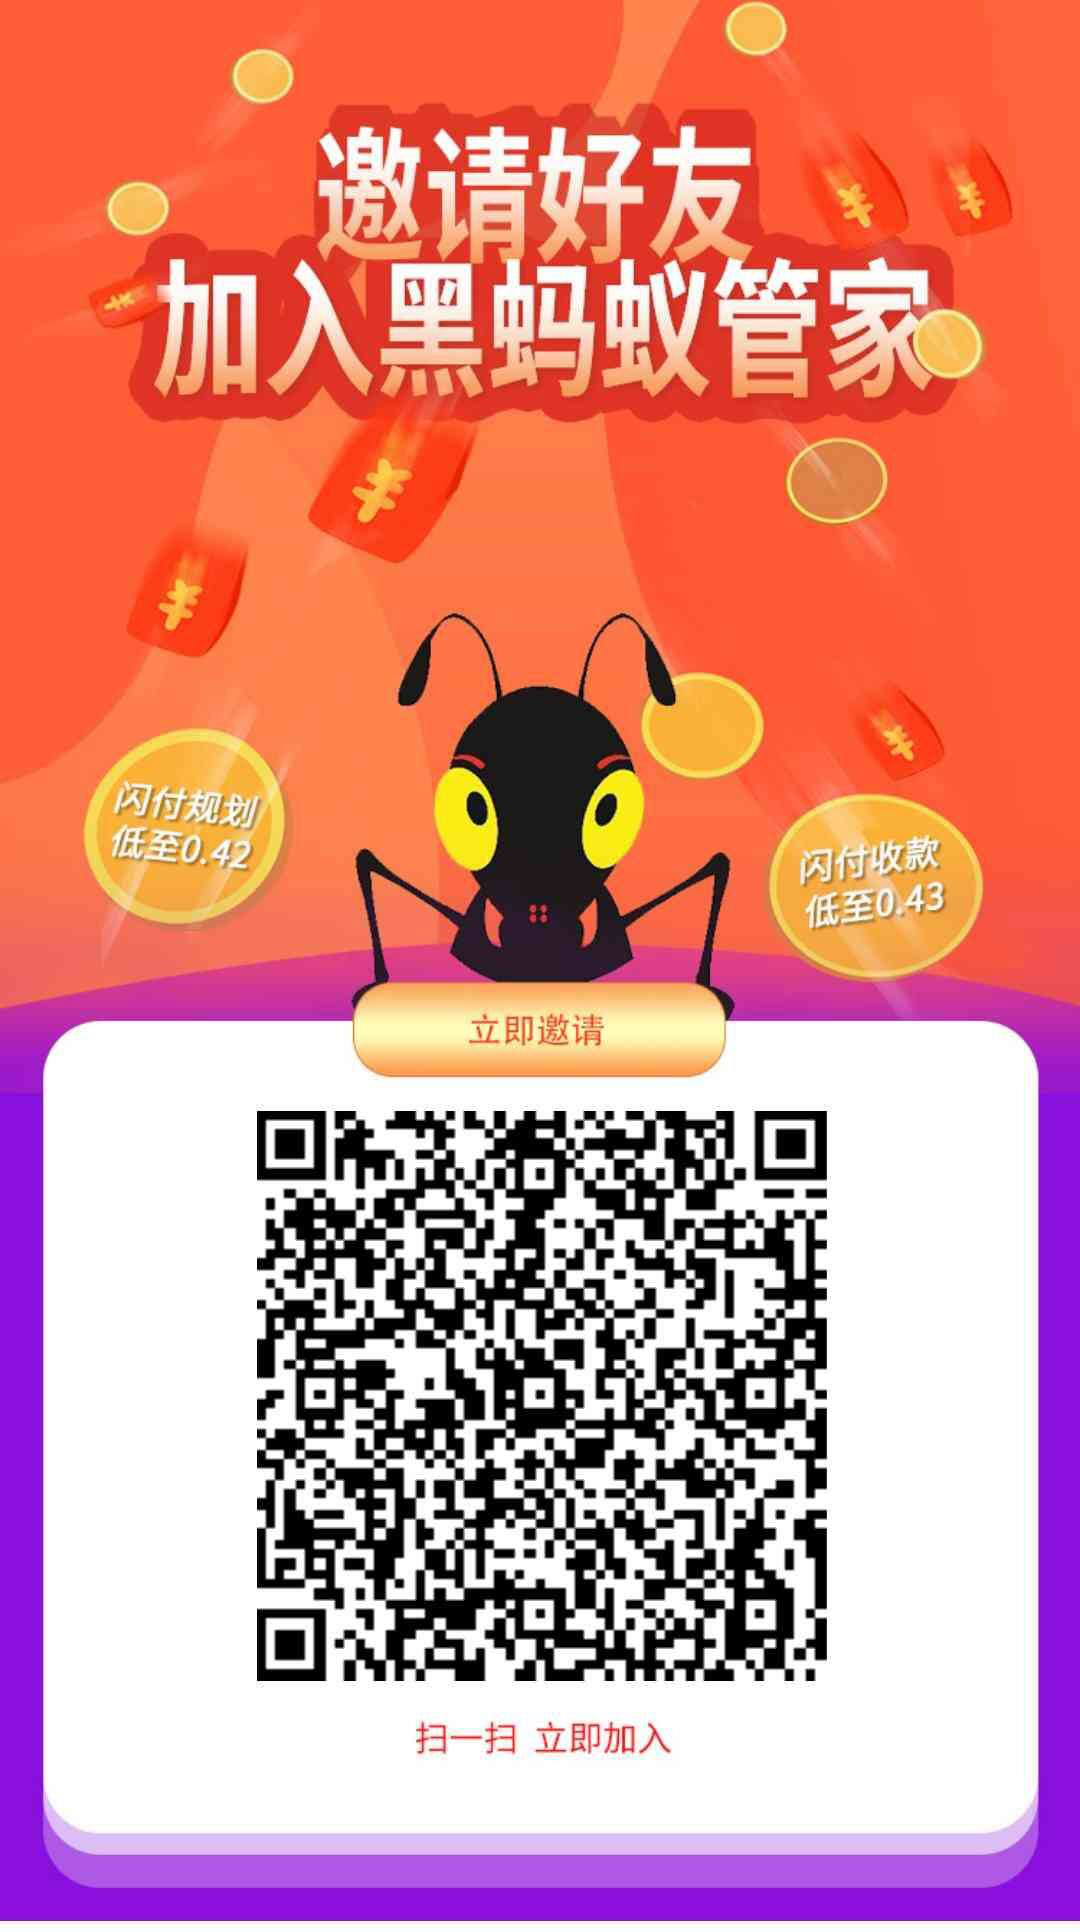 邀请好友
加入黑蚂蚁管家
闪付规划
低至0.42
闪付收款
低至0.43
立即邀请
扫一扫 立即加入